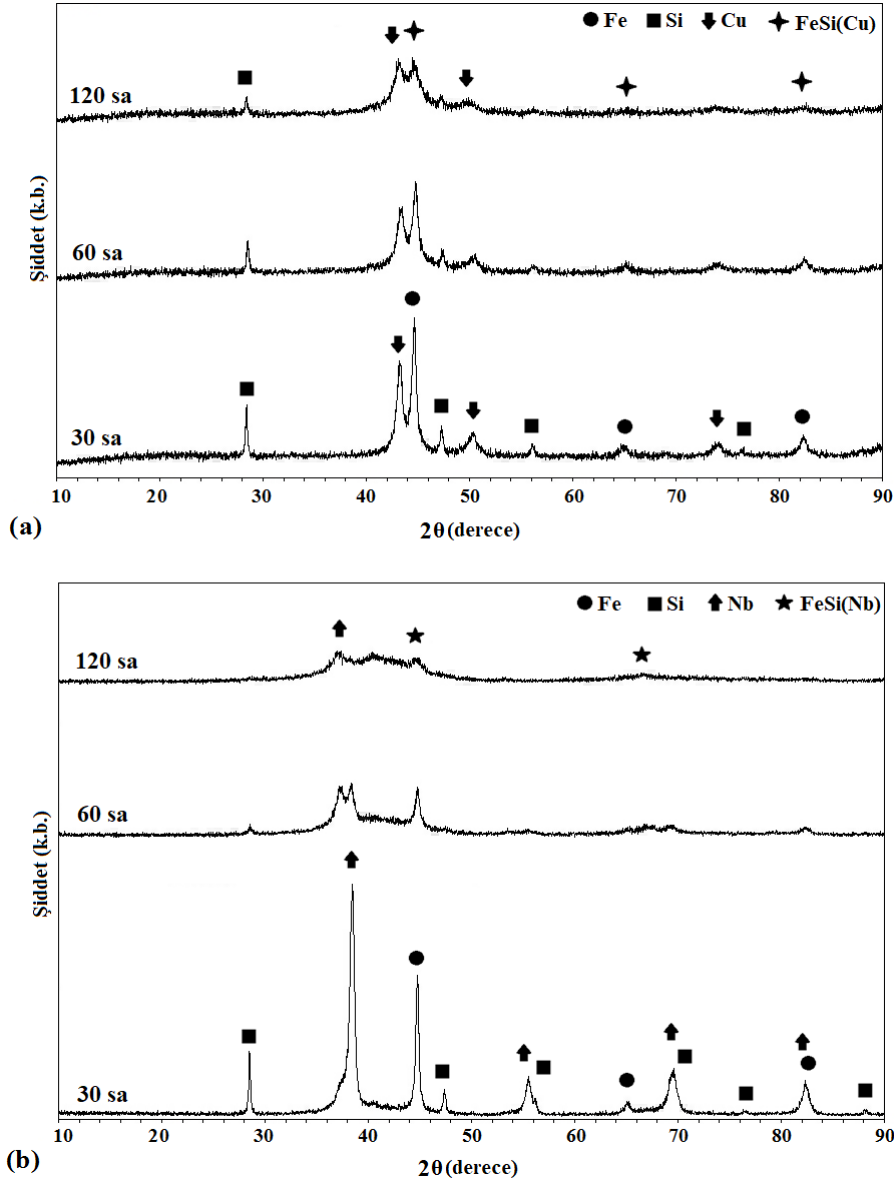 Fe Si Cu FeSi(Cu)
120 sa
60 sa
30 sa
Şiddet (k.b.)
10 30 40 50 60 70 80 90
2θ (derece)
(a)
Fe Si Nb FeSi(Nb)
120 sa
60 sa
30 sa
Şiddet (k.b.)
10 30 40 50 60 70 80 90
2θ (derece)
(b)